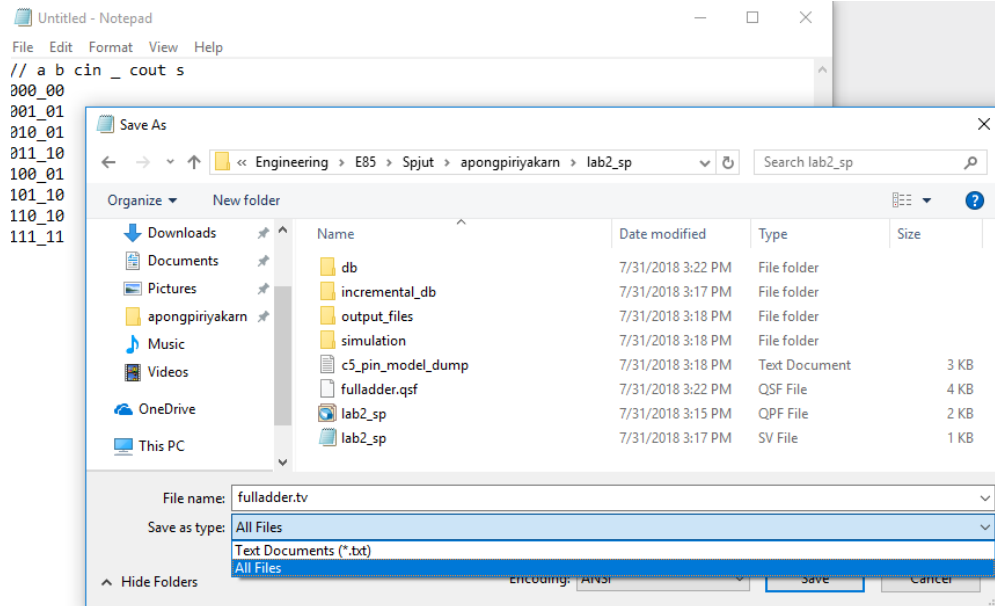 Untitled - Notepad
File Edit Format View Help
// a b cin _ cout s
000_00
001_01
010_01
011_10
100_01
101_10
110_10
111_11
Save As
« Engineering > E85 > Spjut > apongpiriyakarn > lab2_sp
Search lab2_sp
Organize New folder
Name Date modified Type Size
Downloads
Documents
Pictures
apongpiriyakarn
Music
Videos
OneDrive
This PC
db 7/31/2018 3:22 PM File folder
incremental_db 7/31/2018 3:17 PM File folder
output_files 7/31/2018 3:18 PM File folder
simulation 7/31/2018 3:18 PM File folder
c5_pin_model_dump 7/31/2018 3:18 PM Text Document 3 KB
fulladder.qsf 7/31/2018 3:22 PM QSF File 4 KB
lab2_sp 7/31/2018 3:15 PM QPF File 2 KB
lab2_sp 7/31/2018 3:17 PM SV File 1 KB
File name: fulladder.tv
Save as type: All Files
Text Documents (*.txt)
All Files
Hide Folders Encoding: ANSI Save Cancel